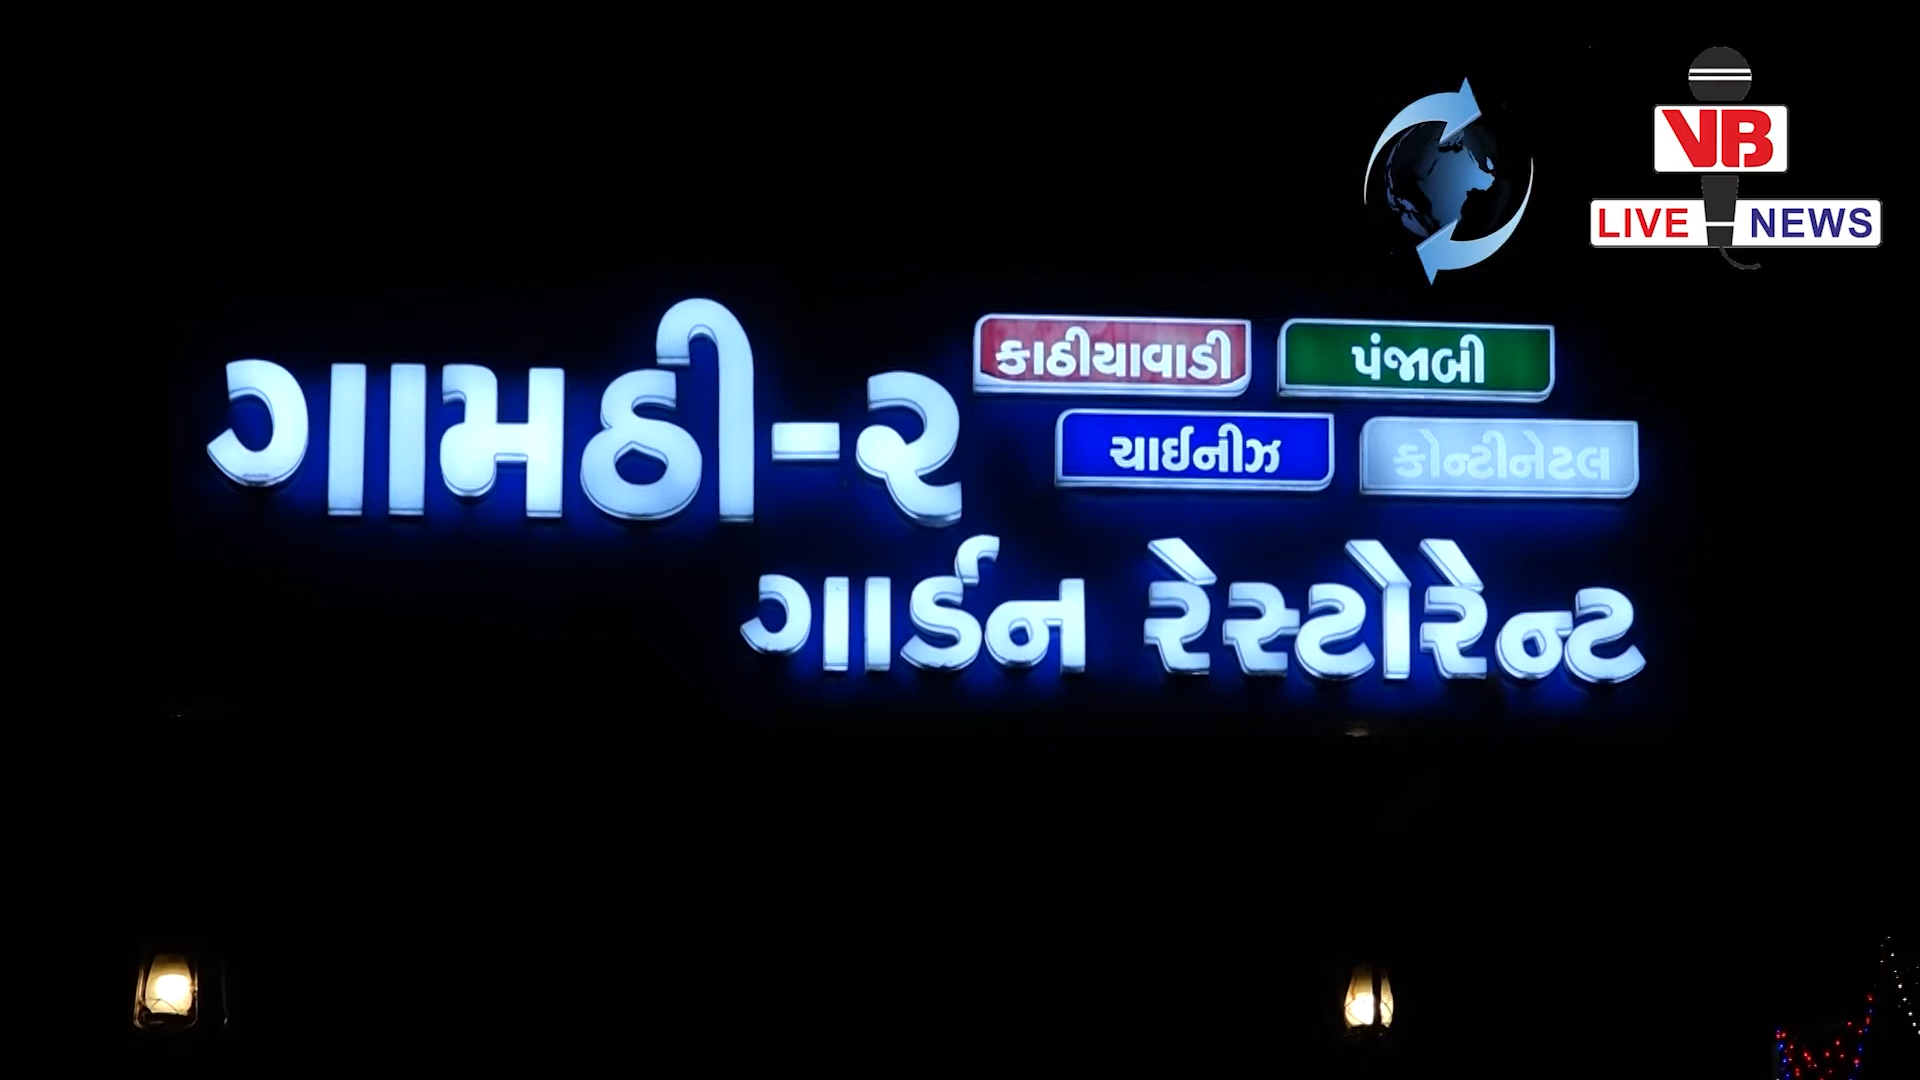 VB
LIVE NEWS
ગામઠી-૨
કાઠીયાવાડી
પંજાબી
ચાઈનીઝ
કોન્ટીનેટલ
ગાર્ડન રેસ્ટોરેન્ટ